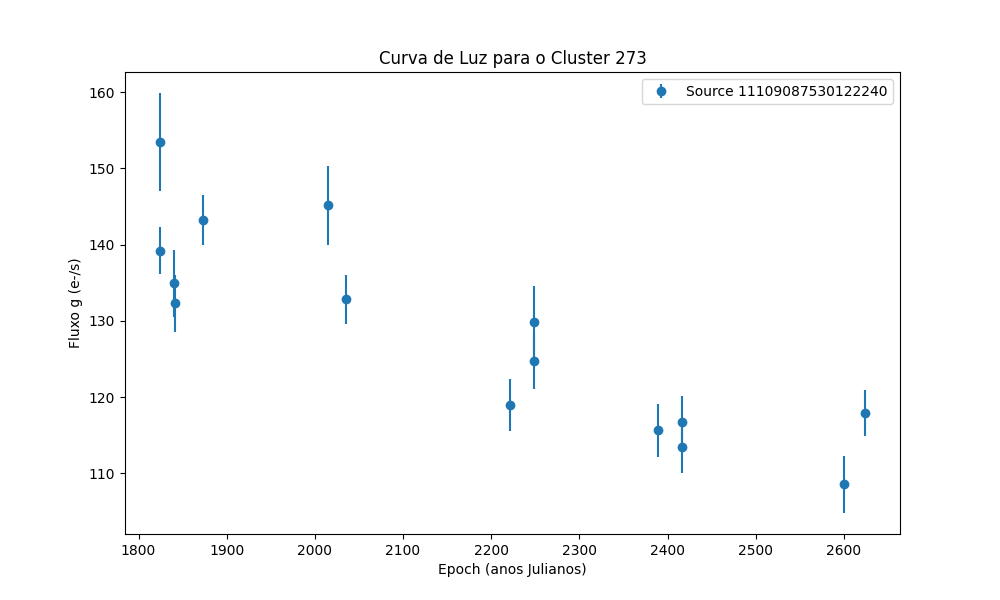 Curva de Luz para o Cluster 273
Source 11109087530122240
160
150
140
130
120
110
Fluxo g (e-/s)
1800 1900 2000 2100 2200 2300 2400 2500 2600
Epoch (anos Julianos)